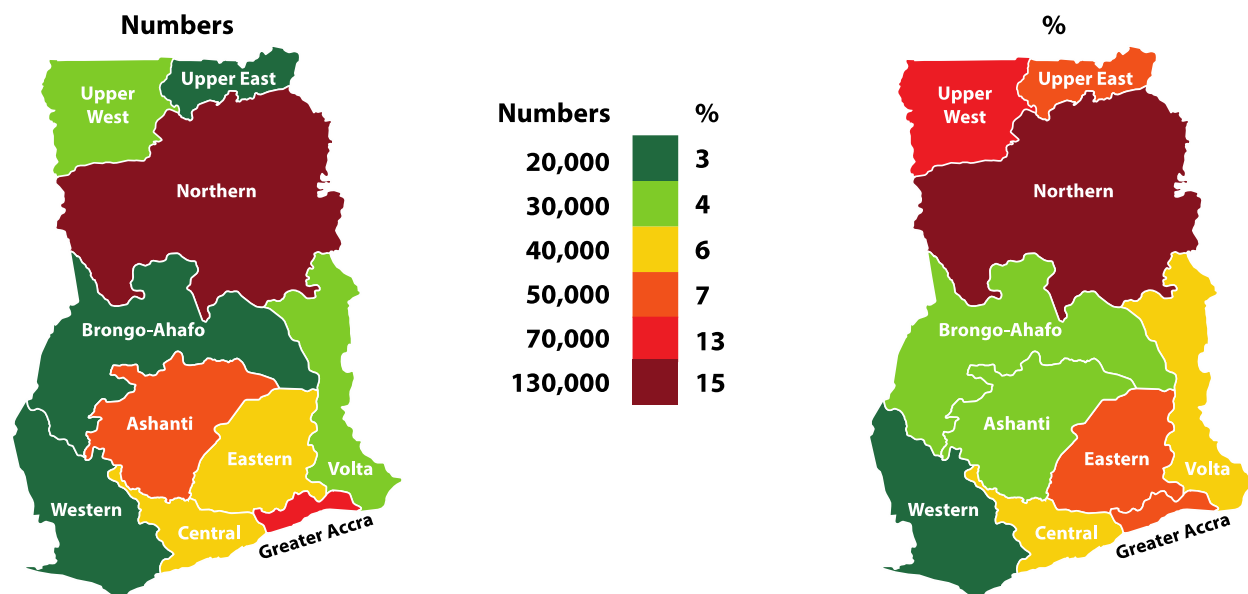 Numbers
Upper East
Upper
West
Northern
Brongo-Ahafo
Ashanti
Eastern
Volta
Western
Central
Greater Accra
Numbers %
20,000 3
30,000 4
40,000 6
50,000 7
70,000 13
130,000 15
%
Upper East
Upper
West
Northern
Brongo-Ahafo
Ashanti
Eastern
Volta
Western
Central
Greater Accra